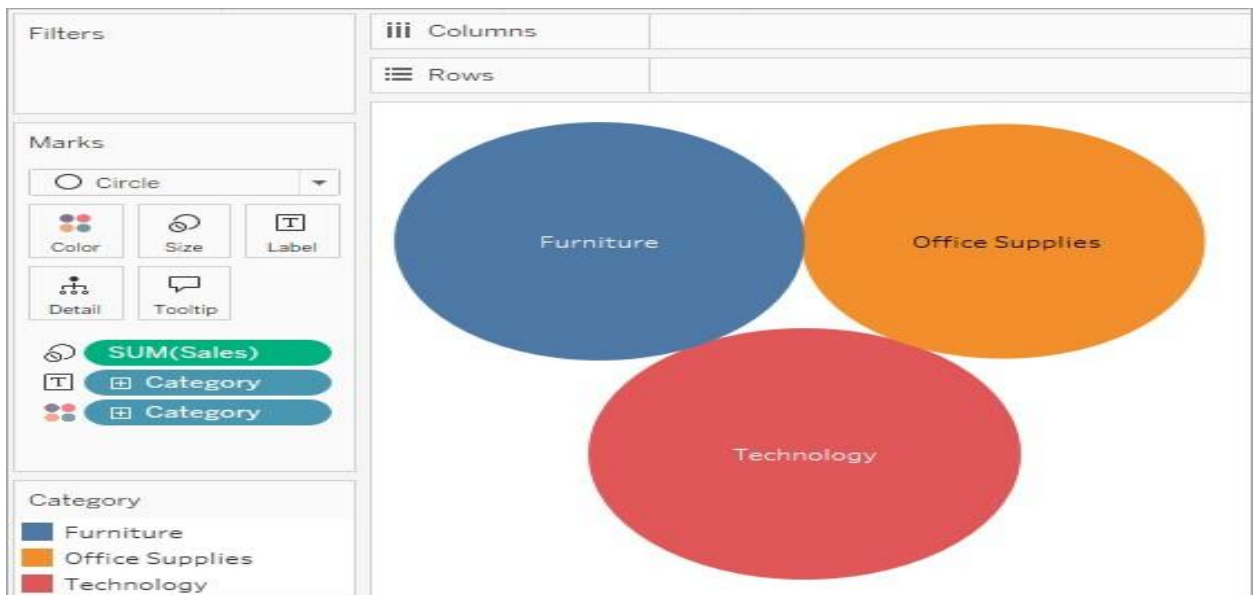 Filters
iii Columns
Rows
Marks
Circle
Color
Size
Label
Detail
Tooltip
SUM(Sales)
Category
Category
Category
Furniture
Office Supplies
Technology
Furniture
Office Supplies
Technology